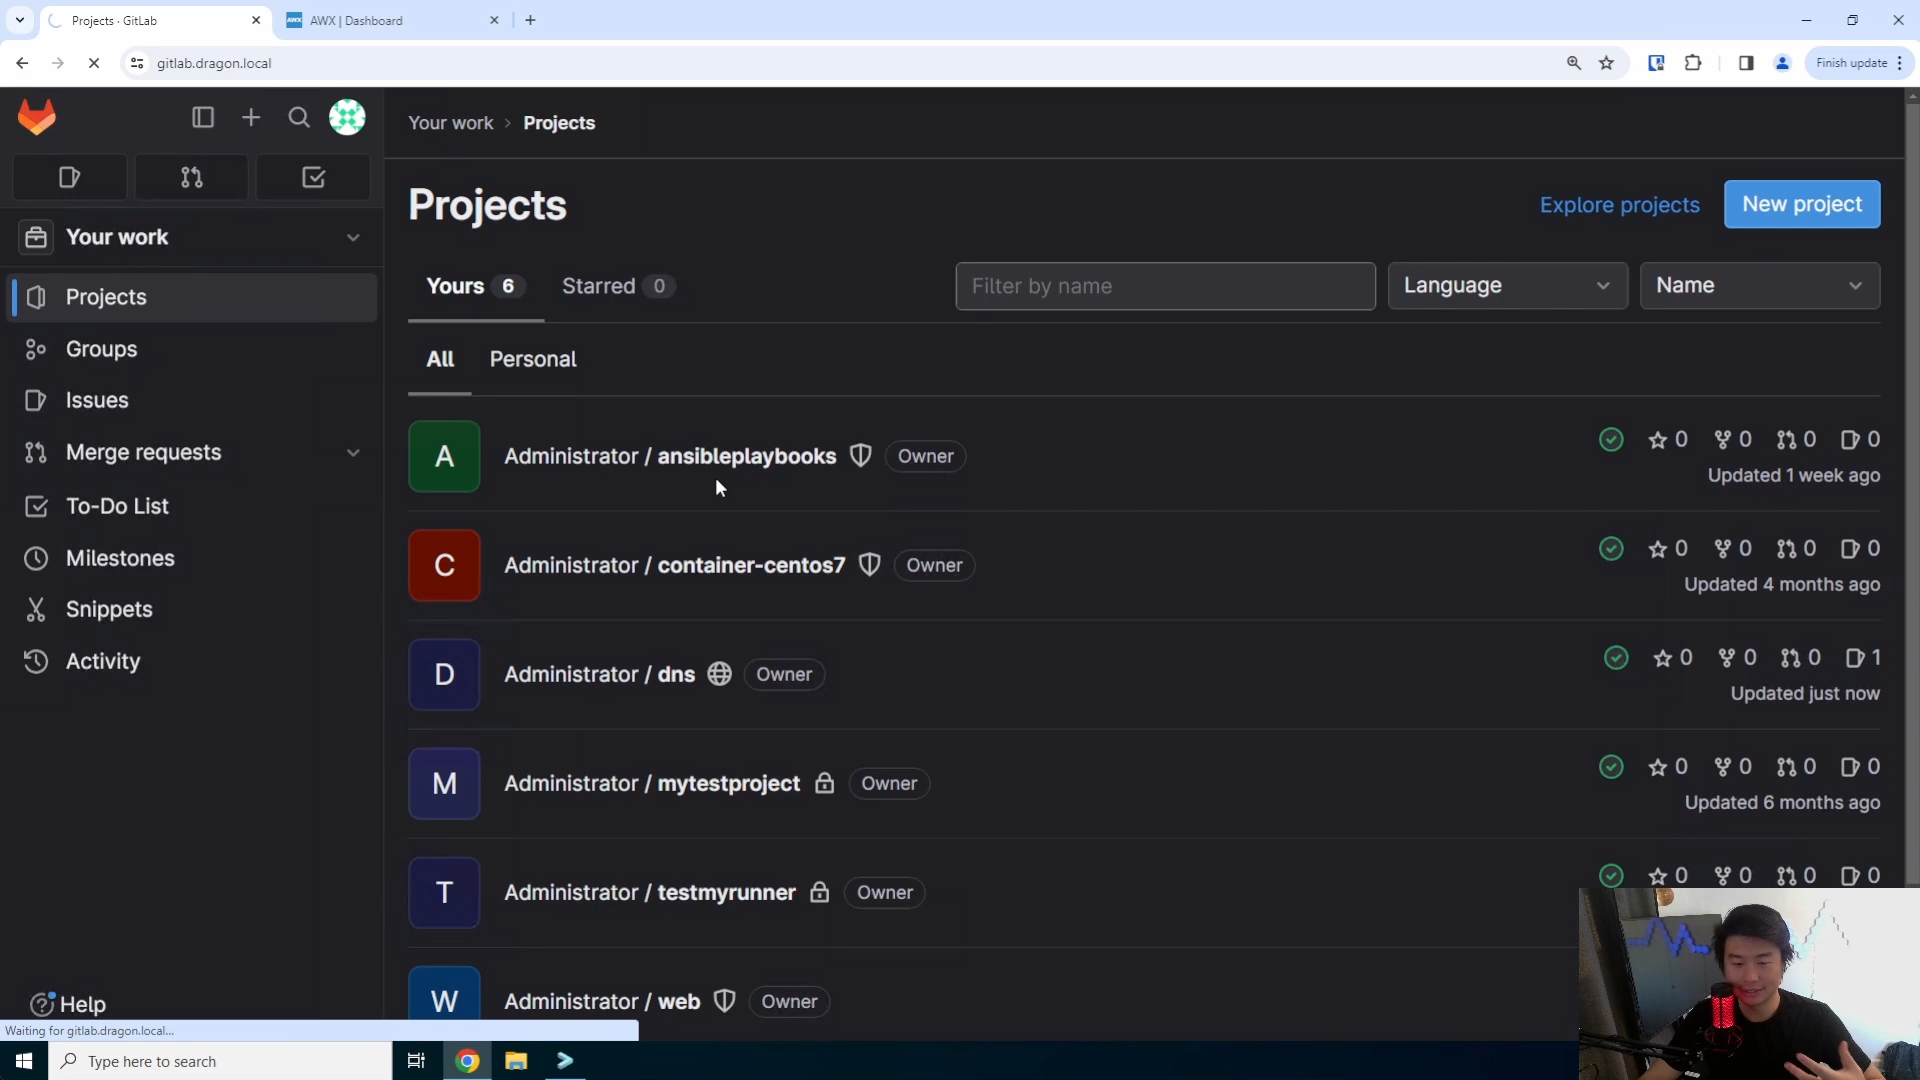 Projects · GitLab
AWX | Dashboard
gitlab.dragon.local
Finish update
Your work
Projects
Groups
Issues
Merge requests
To-Do List
Milestones
Snippets
Activity
Help
Your work › Projects
Projects
Explore projects
New project
Yours 6
Starred 0
Filter by name
Language
Name
All
Personal
A
Administrator / ansibleplaybooks
Owner
0 0 0 0
Updated 1 week ago
C
Administrator / container-centos7
Owner
0 0 0 0
Updated 4 months ago
D
Administrator / dns
Owner
0 0 0 1
Updated just now
M
Administrator / mytestproject
Owner
0 0 0 0
Updated 6 months ago
T
Administrator / testmyrunner
Owner
0 0 0 0
W
Administrator / web
Owner
Waiting for gitlab.dragon.local...
Type here to search